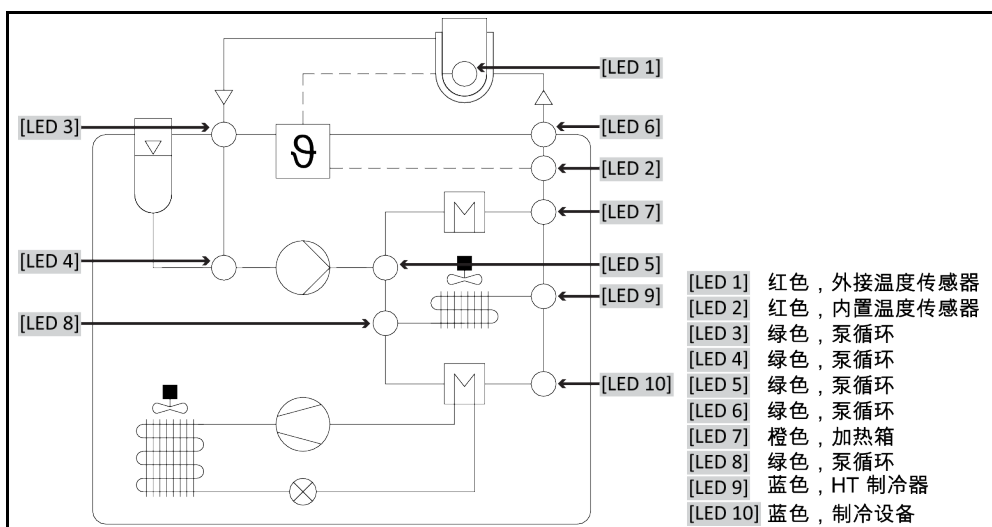 [LED 1]
[LED 3]
[LED 6]
ϑ
[LED 2]
[LED 7]
[LED 4]
[LED 5]
[LED 9]
[LED 8]
[LED 10]
[LED 1] 红色，外接温度传感器
[LED 2] 红色，内置温度传感器
[LED 3] 绿色，泵循环
[LED 4] 绿色，泵循环
[LED 5] 绿色，泵循环
[LED 6] 绿色，泵循环
[LED 7] 橙色，加热箱
[LED 8] 绿色，泵循环
[LED 9] 蓝色，HT 制冷器
[LED 10] 蓝色，制冷设备